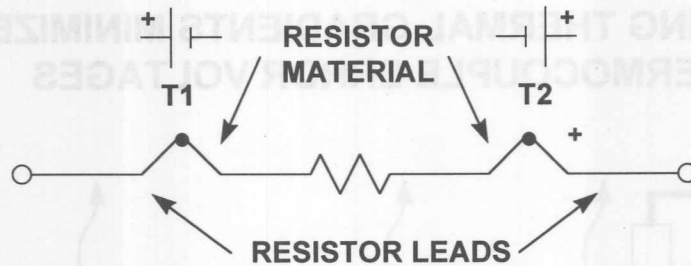 + +
RESISTOR
MATERIAL
T1 T2
+
RESISTOR LEADS